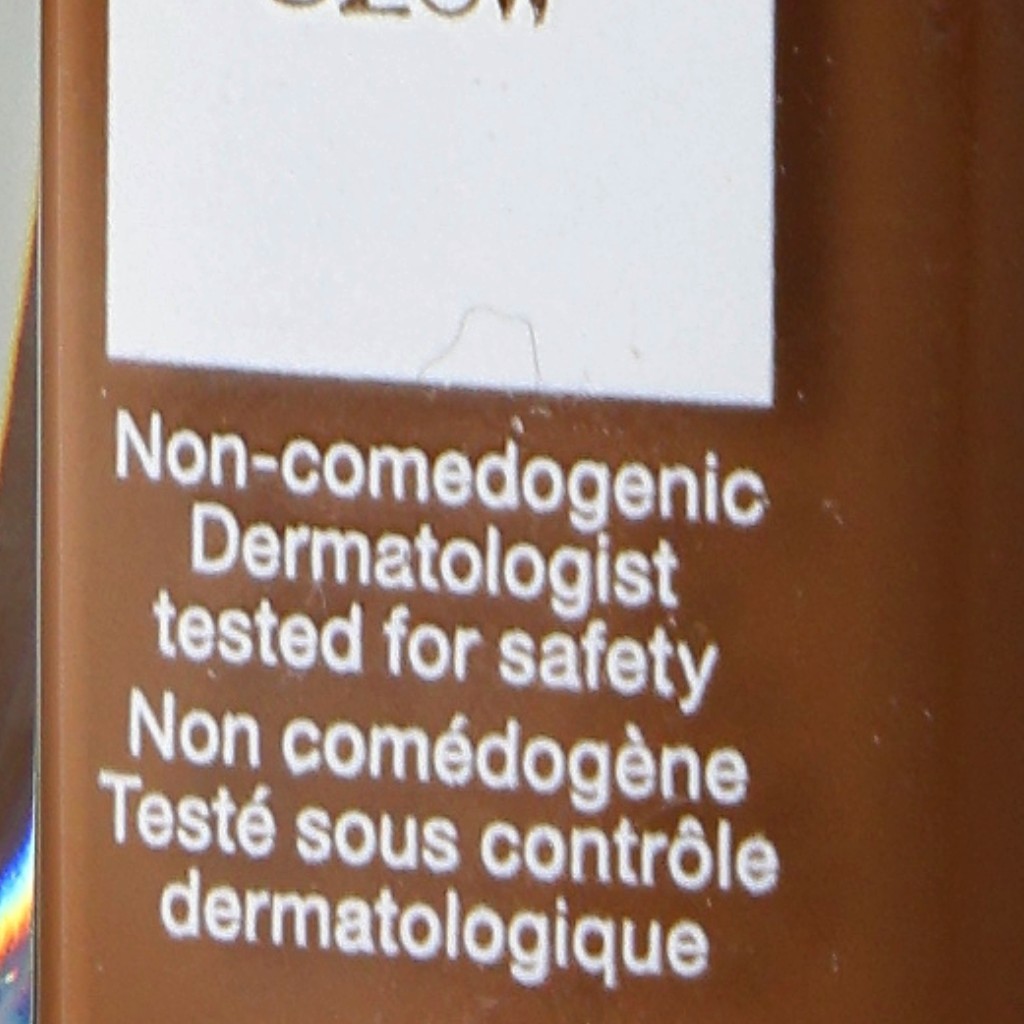 Non-comedogenic
Dermatologist
tested for safety
Non comédogène
Testé sous contrôle
dermatologique